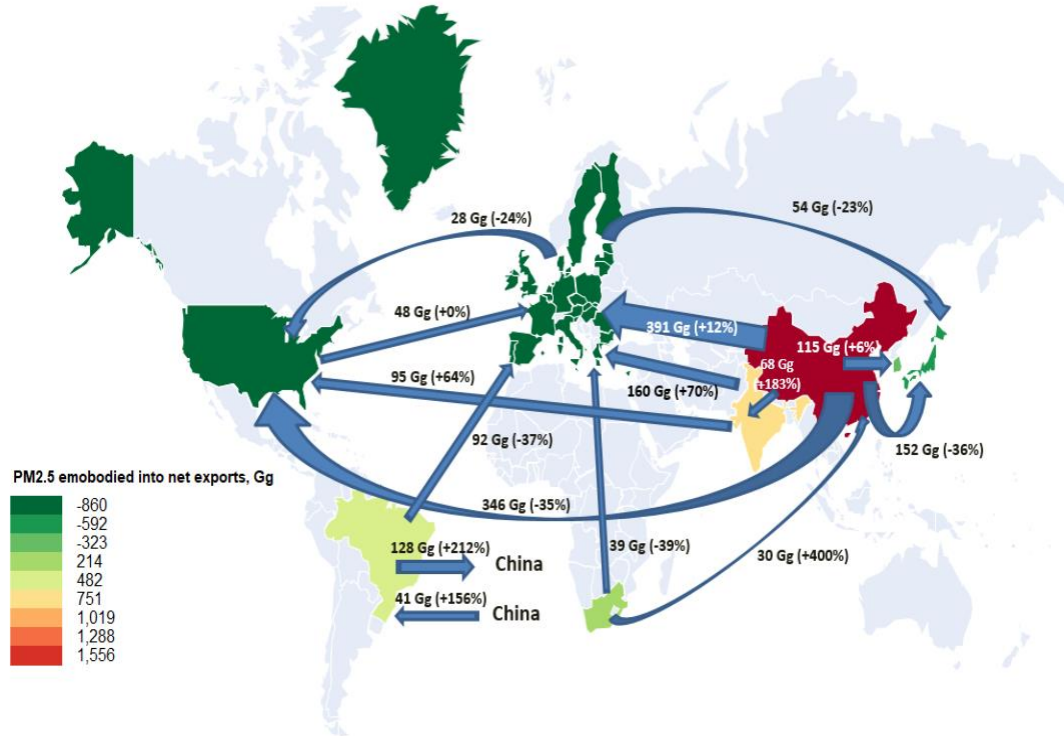 54 Gg (-23%)
28 Gg (-24%)
48 Gg (+0%)
391 Gg (+12%)
115 Gg (+6%)
68 Gg
(+183%)
95 Gg (+64%)
160 Gg (+70%)
92 Gg (-37%)
152 Gg (-36%)
PM2.5 emobodied into net exports, Gg
-860
-592
-323
214
482
751
1,019
1,288
1,556
346 Gg (-35%)
128 Gg (+212%)
China
39 Gg (-39%)
30 Gg (+400%)
41 Gg (+156%)
China